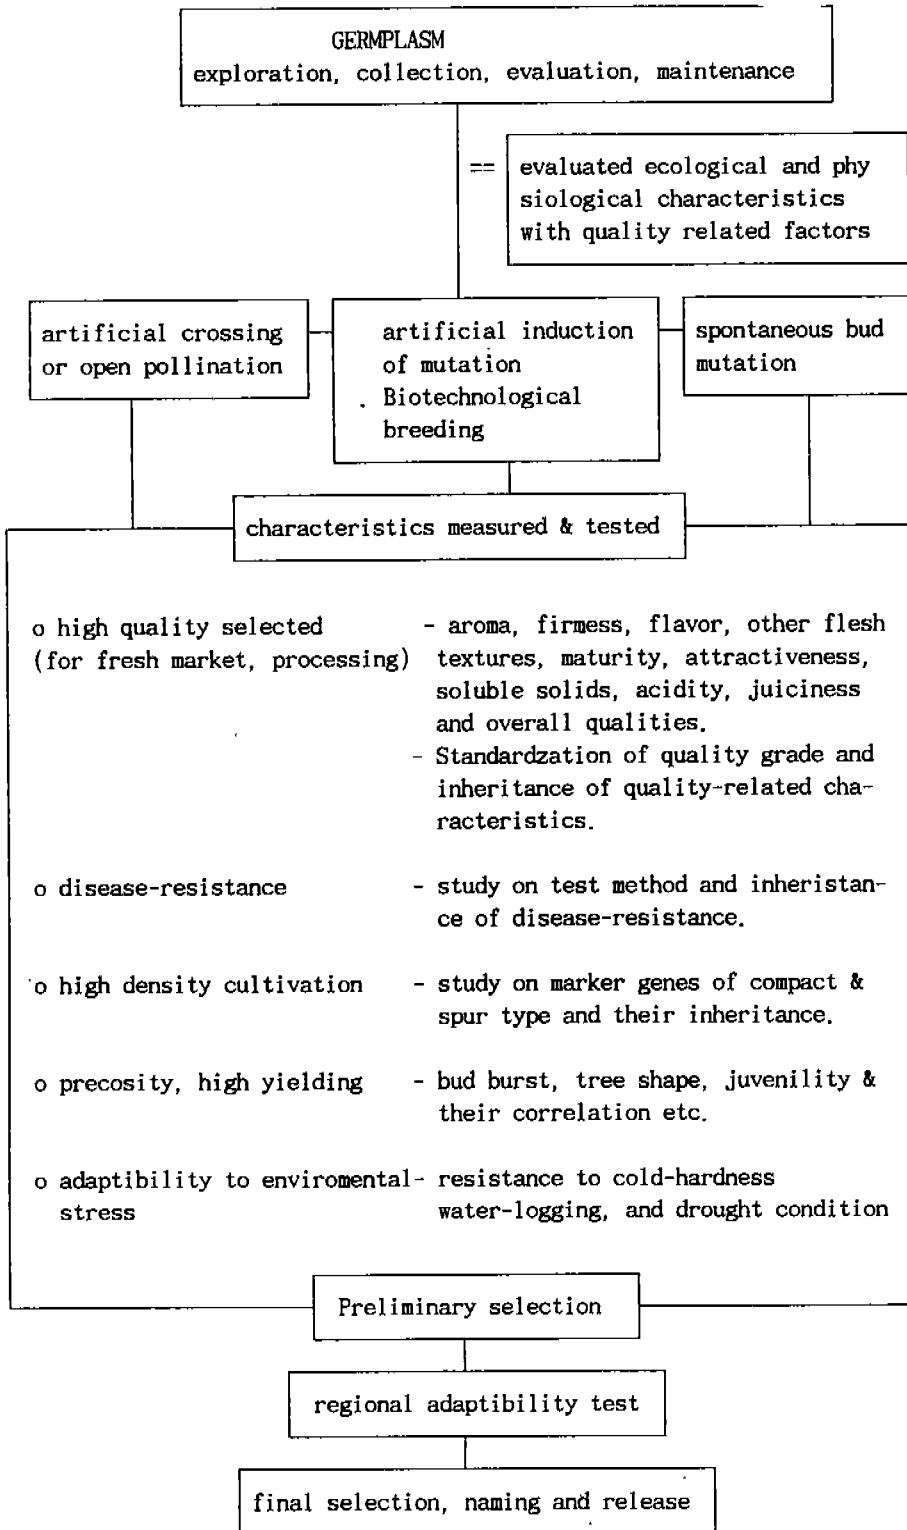 GERMPLASM
exploration, collection, evaluation, maintenance
== evaluated ecological and phy
siological characteristics
with quality related factors
artificial crossing
or open pollination
artificial induction
of mutation
. Biotechnological
breeding
spontaneous bud
mutation
characteristics measured & tested
o high quality selected
(for fresh market, processing)
- aroma, firmess, flavor, other flesh
textures, maturity, attractiveness,
soluble solids, acidity, juiciness
and overall qualities.
- Standardzation of quality grade and
inheritance of quality-related cha-
racteristics.
o disease-resistance
- study on test method and inheristan-
ce of disease-resistance.
o high density cultivation
- study on marker genes of compact &
spur type and their inheritance.
o precosity, high yielding
- bud burst, tree shape, juvenility &
their correlation etc.
o adaptibility to enviromental
stress
- resistance to cold-hardness
water-logging, and drought condition
Preliminary selection
regional adaptibility test
final selection, naming and release